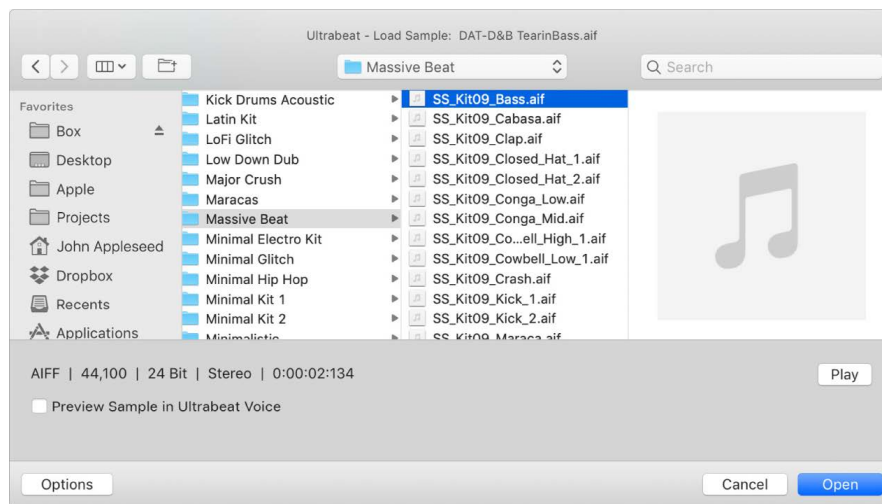 Ultrabeat - Load Sample: DAT-D&B TearinBass.aif
Massive Beat
Search
Favorites
Box
Desktop
Apple
Projects
John Appleseed
Dropbox
Recents
Applications
Kick Drums Acoustic
Latin Kit
LoFi Glitch
Low Down Dub
Major Crush
Maracas
Massive Beat
Minimal Electro Kit
Minimal Glitch
Minimal Hip Hop
Minimal Kit 1
Minimal Kit 2
Minimalistic
SS_Kit09_Bass.aif
SS_Kit09_Cabasa.aif
SS_Kit09_Clap.aif
SS_Kit09_Closed_Hat_1.aif
SS_Kit09_Closed_Hat_2.aif
SS_Kit09_Conga_Low.aif
SS_Kit09_Conga_Mid.aif
SS_Kit09_Co...ell_High_1.aif
SS_Kit09_Cowbell_Low_1.aif
SS_Kit09_Crash.aif
SS_Kit09_Kick_1.aif
SS_Kit09_Kick_2.aif
SS_Kit09_Maraca.aif
AIFF | 44,100 | 24 Bit | Stereo | 0:00:02:134
Play
Preview Sample in Ultrabeat Voice
Options
Cancel
Open